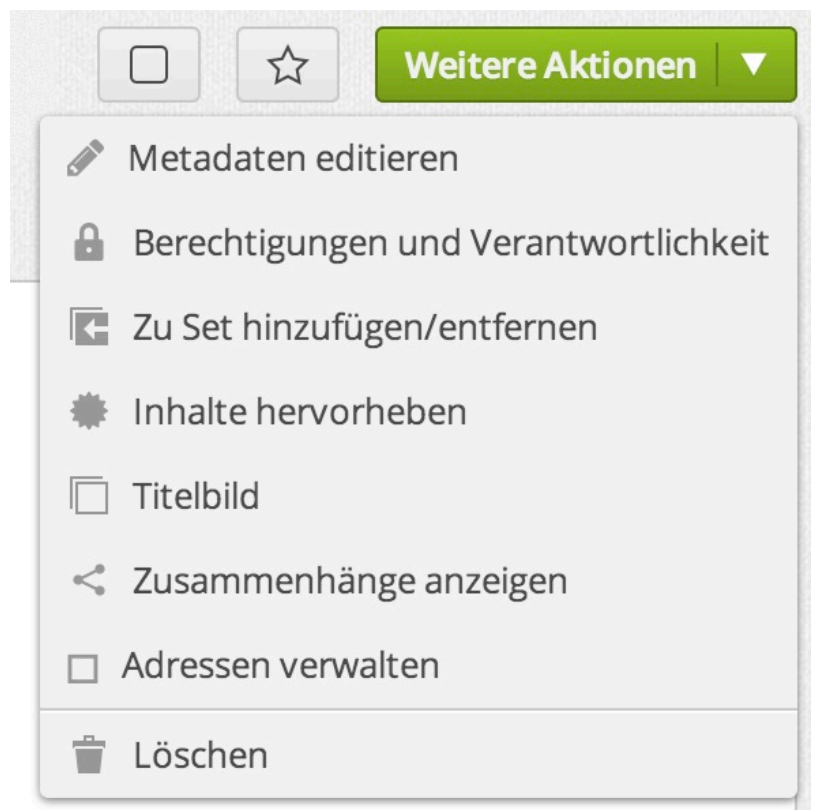 Weitere Aktionen
Metadaten editieren
Berechtigungen und Verantwortlichkeit
Zu Set hinzufügen/entfernen
Inhalte hervorheben
Titelbild
Zusammenhänge anzeigen
Adressen verwalten
Löschen